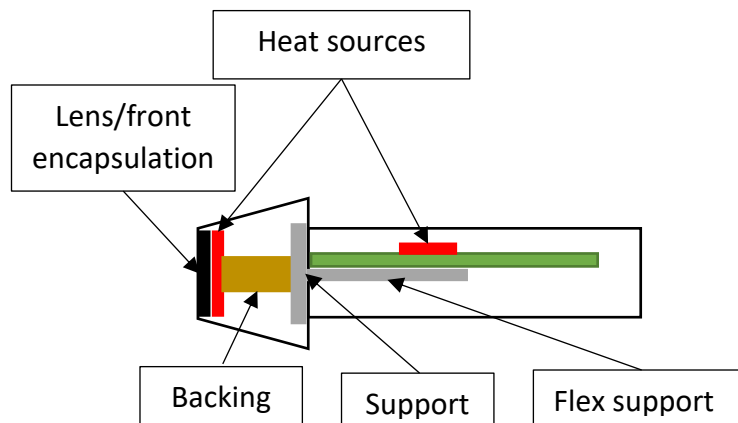 Heat sources
Lens/front
encapsulation
Backing
Support
Flex support